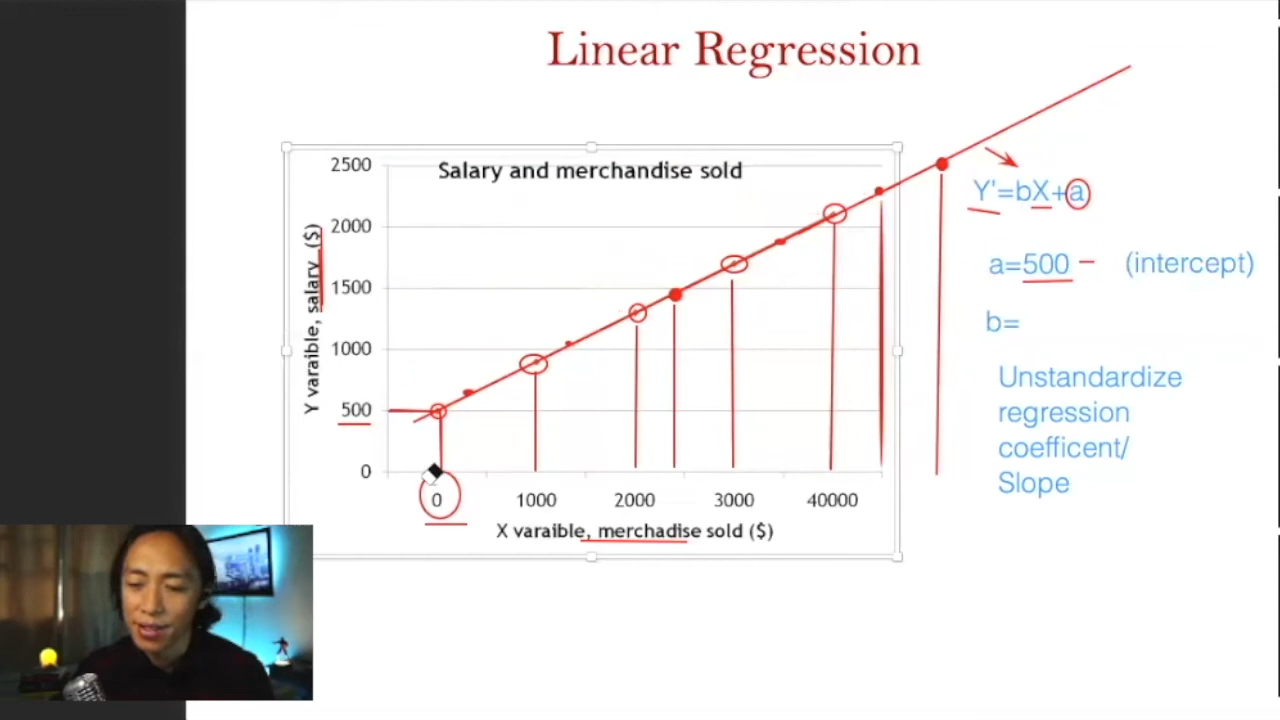 Linear Regression
Salary and merchandise sold
2500
2000
1500
1000
500
0
Y varaible, salary ($)
0 1000 2000 3000 40000
X varaible, merchadise sold ($)
Y'=bX+a
a=500 (intercept)
b=
Unstandardize
regression
coefficent/
Slope